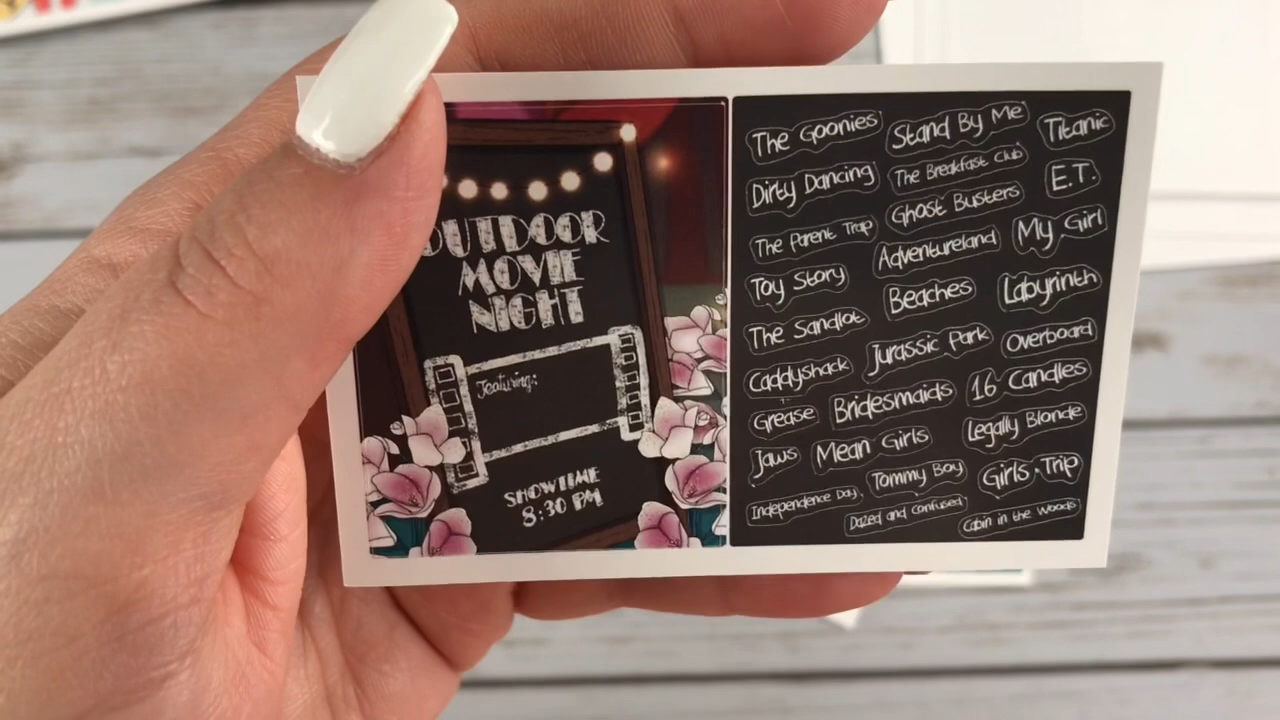 OUTDOOR
MOVIE
NIGHT
Featuring:
SHOWTIME
8:30 PM
The Goonies
Stand By Me
Titanic
Dirty Dancing
The Breakfast Club
E.T.
The Parent Trap
Ghost Busters
My Girl
Toy Story
Adventureland
Labyrinth
The Sandlot
Beaches
Overboard
Caddyshack
Jurassic Park
16 Candles
Grease
Bridesmaids
Legally Blonde
Jaws
Mean Girls
Girls Trip
Independence Day
Tommy Boy
Dazed and Confused
Cabin in the Woods